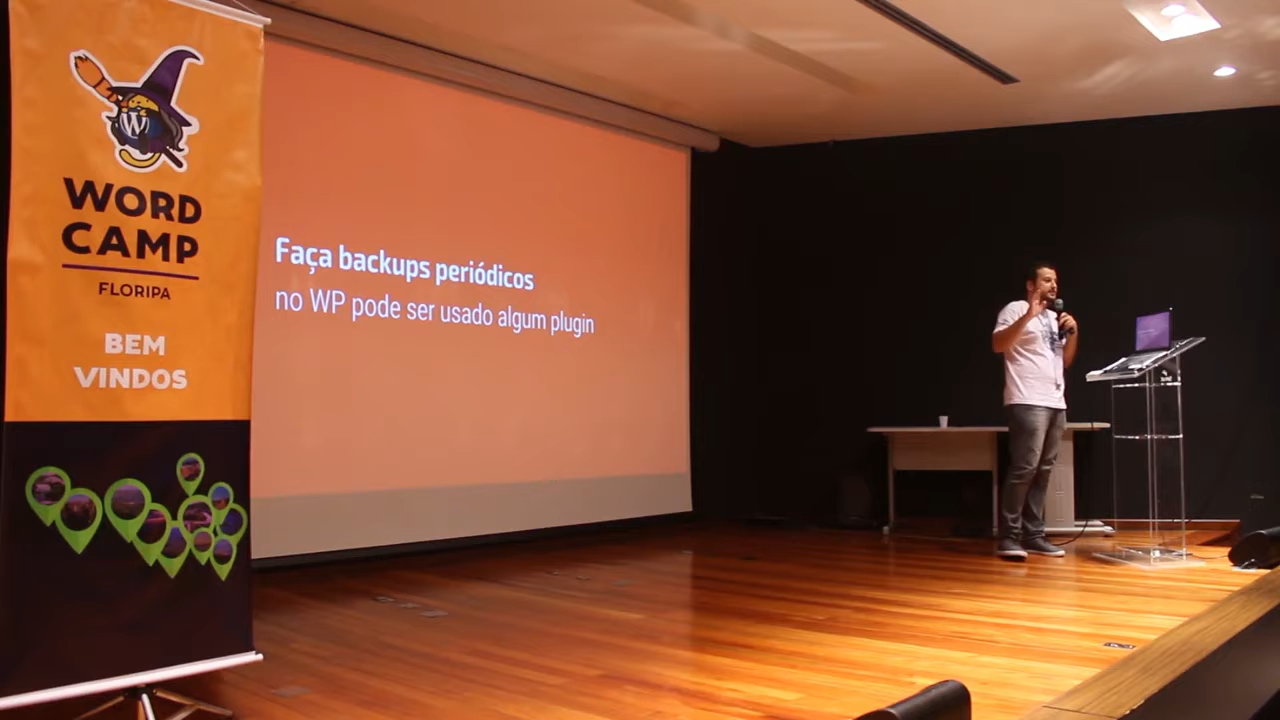 WORD
CAMP
FLORIPA
BEM
VINDOS
Faça backups periódicos
no WP pode ser usado algum plugin